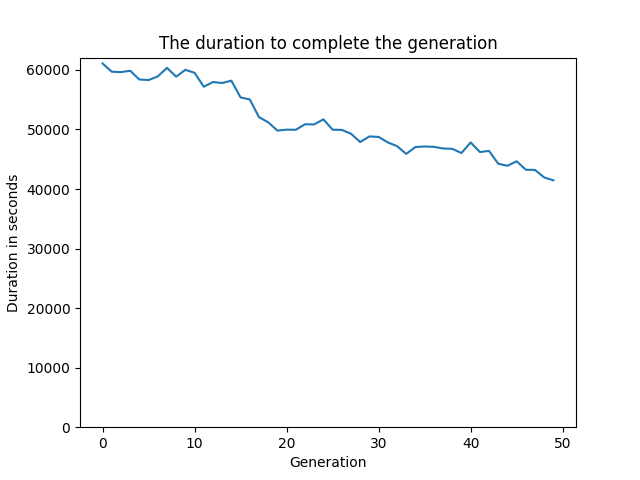 The duration to complete the generation
60000
50000
40000
30000
20000
10000
0
Duration in seconds
0 10 20 30 40 50
Generation